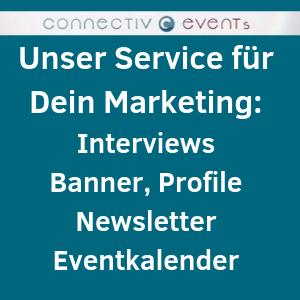 connectiv events
Unser Service für
Dein Marketing:
Interviews
Banner, Profile
Newsletter
Eventkalender